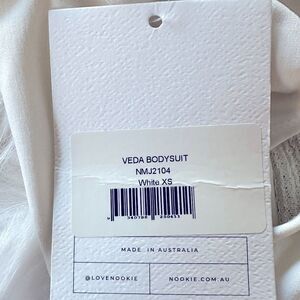 VEDA BODYSUIT
NMJ2104
White XS
MADE IN AUSTRALIA
@LOVENOOKIE
NOOKIE.COM.AU